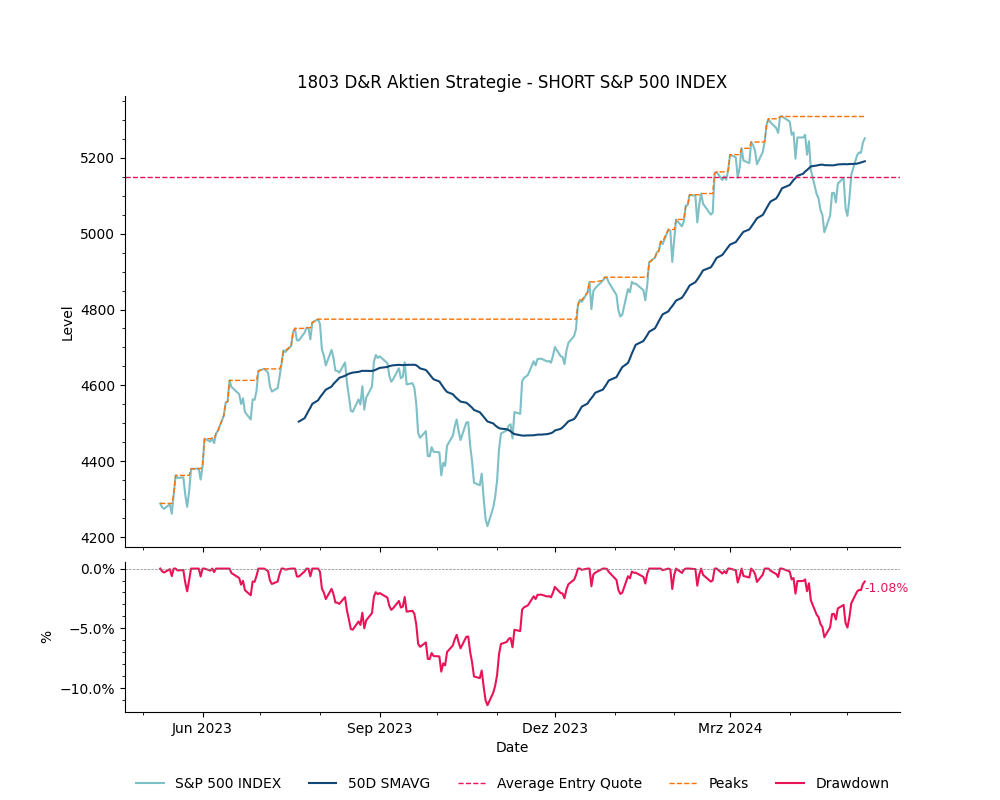 1803 D&R Aktien Strategie - SHORT S&P 500 INDEX
Level
5200
5000
4800
4600
4400
4200
%
0.0%
−5.0%
−10.0%
-1.08%
Jun 2023 Sep 2023 Dez 2023 Mrz 2024
Date
S&P 500 INDEX 50D SMAVG Average Entry Quote Peaks Drawdown